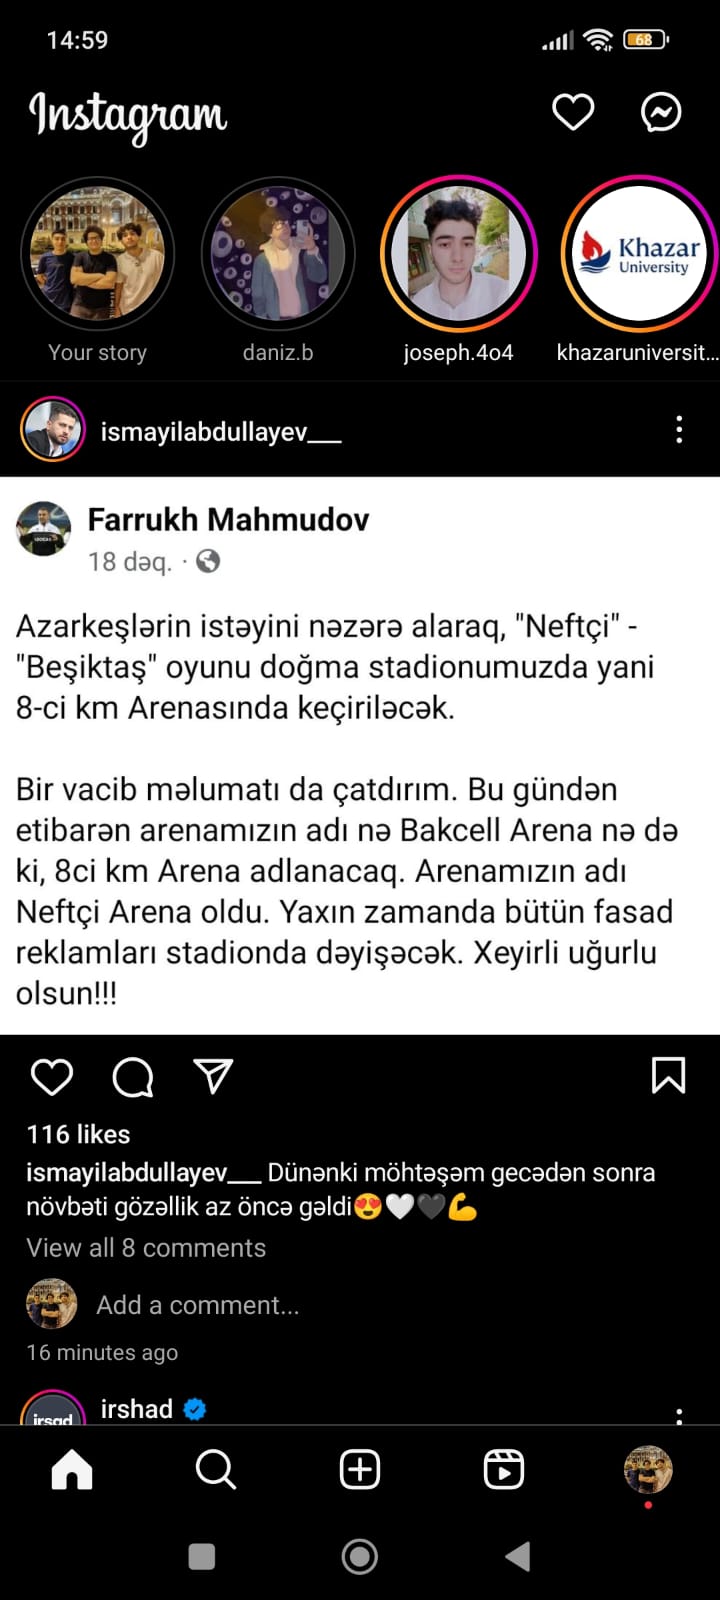 14:59
68
Instagram
Khazar
University
Your story
daniz.b
joseph.4o4
khazaruniversit...
ismayilabdullayev___
Farrukh Mahmudov
18 dəq. ·
Azarkeşlərin istəyini nəzərə alaraq, "Neftçi" -
"Beşiktaş" oyunu doğma stadionumuzda yani
8-ci km Arenasında keçiriləcək.
Bir vacib məlumatı da çatdırım. Bu gündən
etibarən arenamızın adı nə Bakcell Arena nə də
ki, 8ci km Arena adlanacaq. Arenamızın adı
Neftçi Arena oldu. Yaxın zamanda bütün fasad
reklamları stadionda dəyişəcək. Xeyirli uğurlu
olsun!!!
116 likes
ismayilabdullayev___ Dünənki möhtəşəm gecədən sonra
növbəti gözəllik az öncə gəldi😍🤍🖤💪
View all 8 comments
Add a comment...
16 minutes ago
irshad
irşad